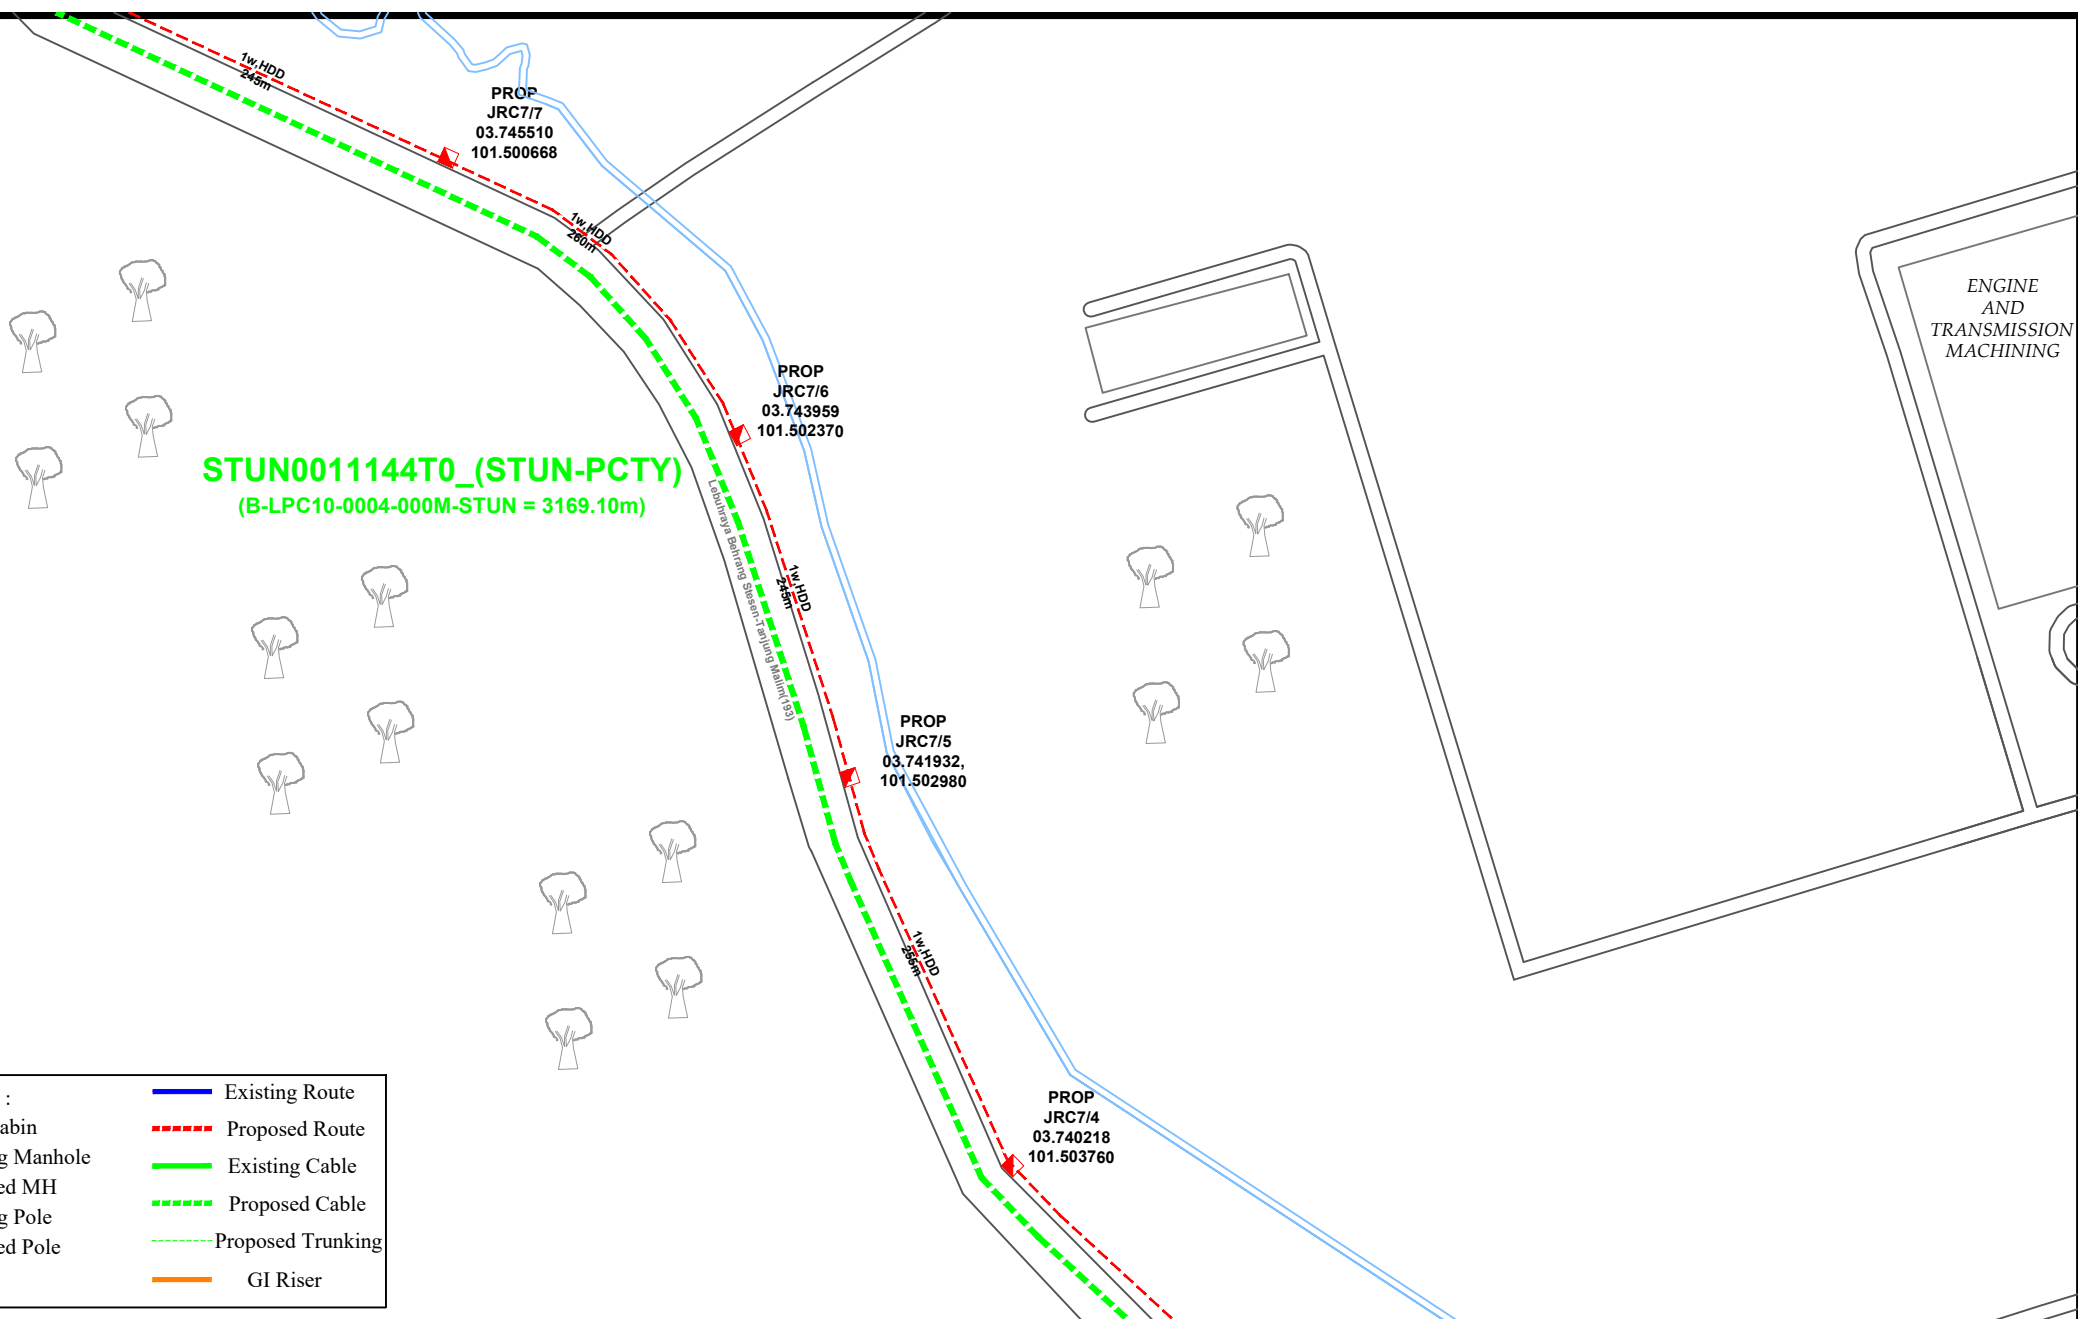 1w,HDD
245m
PROP
JRC7/7
03.745510
101.500668
1w,HDD
260m
ENGINE
AND
TRANSMISSION
MACHINING
PROP
JRC7/6
03.743959
101.502370
STUN0011144T0_(STUN-PCTY)
(B-LPC10-0004-000M-STUN = 3169.10m)
Lebuhraya Behrang Stesen-Tanjung Malim(193)
1w,HDD
245m
PROP
JRC7/5
03.741932,
101.502980
1w,HDD
255m
PROP
JRC7/4
03.740218
101.503760
:
abin
g Manhole
ed MH
g Pole
ed Pole
Existing Route
Proposed Route
Existing Cable
Proposed Cable
Proposed Trunking
GI Riser